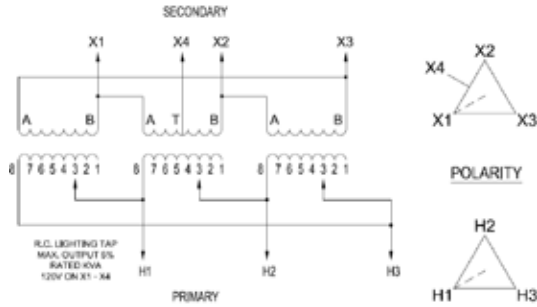 SECONDARY
X1 X4 X2 X3
A B A T B A B
8 7 6 5 4 3 2 1 8 7 6 5 4 3 2 1 8 7 6 5 4 3 2 1
R.C. LIGHTING TAP
MAX. OUTPUT 5%
RATED KVA
120V ON X1 - X4
H1 H2 H3
PRIMARY
X2
X4
X1 X3
POLARITY
H2
H1 H3